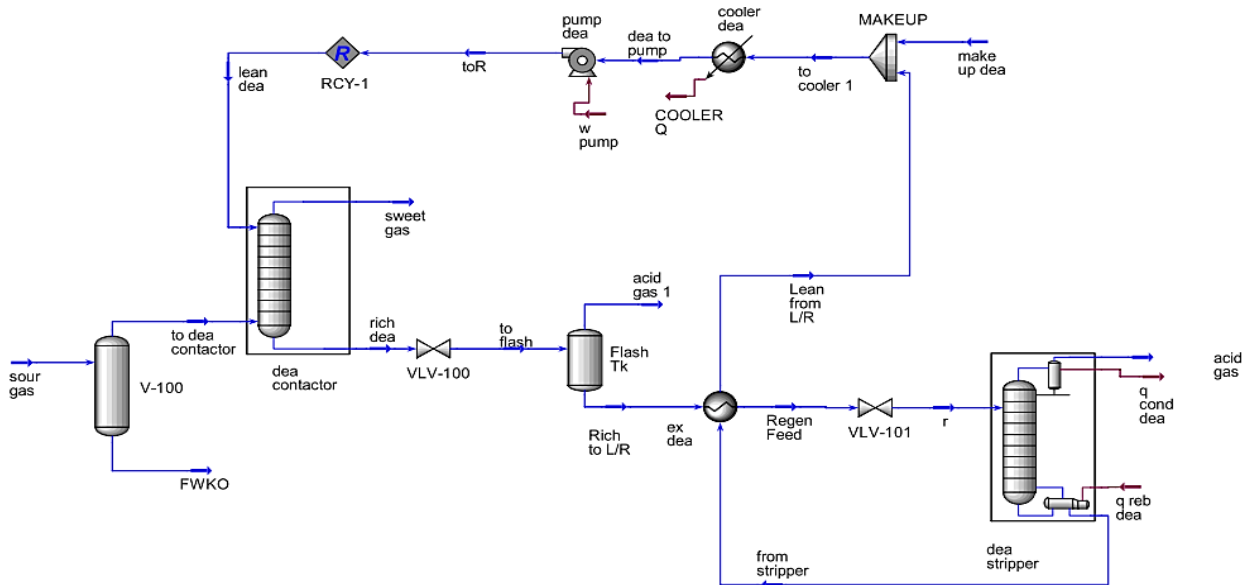 cooler
dea
MAKEUP
pump
dea
dea to
pump
make
up dea
R
lean
dea
RCY-1
toR
to
cooler 1
COOLER
Q
w
pump
sweet
gas
acid
gas 1
Lean
from
L/R
to dea
contactor
rich
dea
to
flash
sour
gas
V-100
dea
contactor
VLV-100
Flash
Tk
acid
gas
q
cond
dea
Rich
to L/R
ex
dea
Regen
Feed
VLV-101
r
FWKO
q reb
dea
from
stripper
dea
stripper